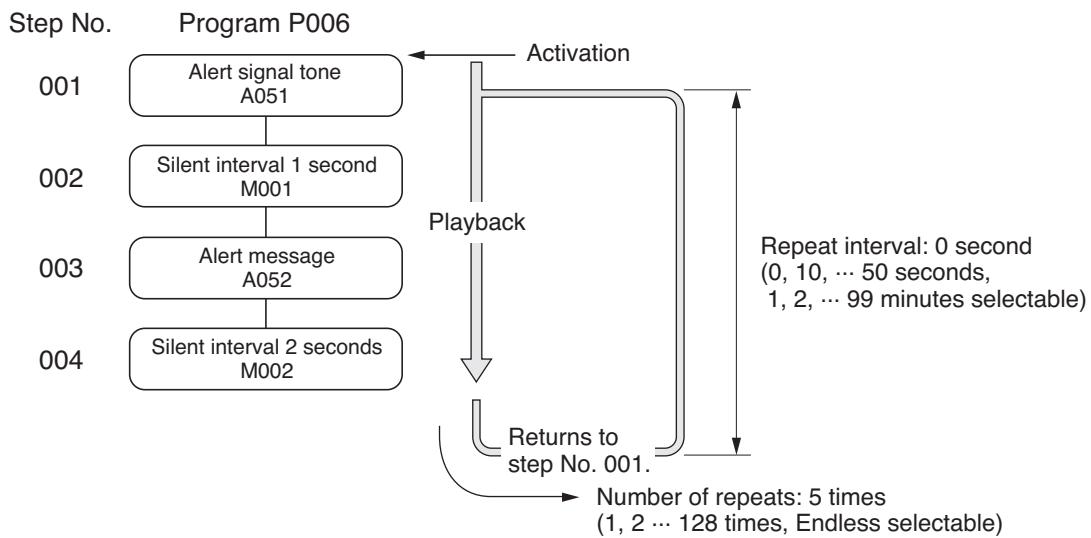 Step No. Program P006
Activation
001 Alert signal tone
A051
002 Silent interval 1 second
M001
Playback
003 Alert message
A052
004 Silent interval 2 seconds
M002
Repeat interval: 0 second
(0, 10, ··· 50 seconds,
1, 2, ··· 99 minutes selectable)
Returns to
step No. 001.
Number of repeats: 5 times
(1, 2 ··· 128 times, Endless selectable)